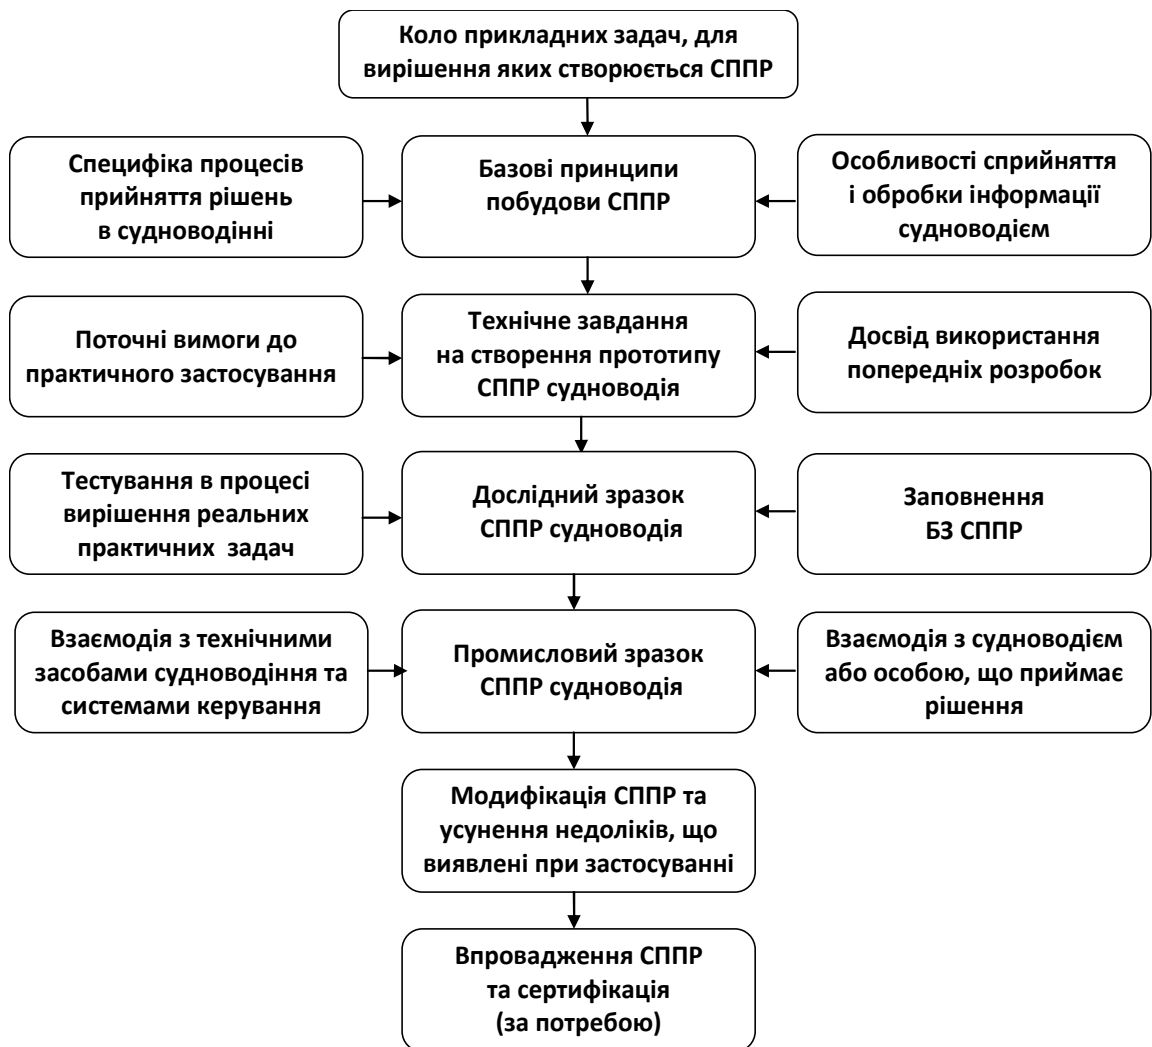 Коло прикладних задач, для
вирішення яких створюється СППР
Специфіка процесів
прийняття рішень
в судноводінні
Базові принципи
побудови СППР
Особливості сприйняття
і обробки інформації
судноводієм
Поточні вимоги до
практичного застосування
Технічне завдання
на створення прототипу
СППР судноводія
Досвід використання
попередніх розробок
Тестування в процесі
вирішення реальних
практичних задач
Дослідний зразок
СППР судноводія
Заповнення
БЗ СППР
Взаємодія з технічними
засобами судноводіння та
системами керування
Промисловий зразок
СППР судноводія
Взаємодія з судноводієм
або особою, що приймає
рішення
Модифікація СППР та
усунення недоліків, що
виявлені при застосуванні
Впровадження СППР
та сертифікація
(за потребою)